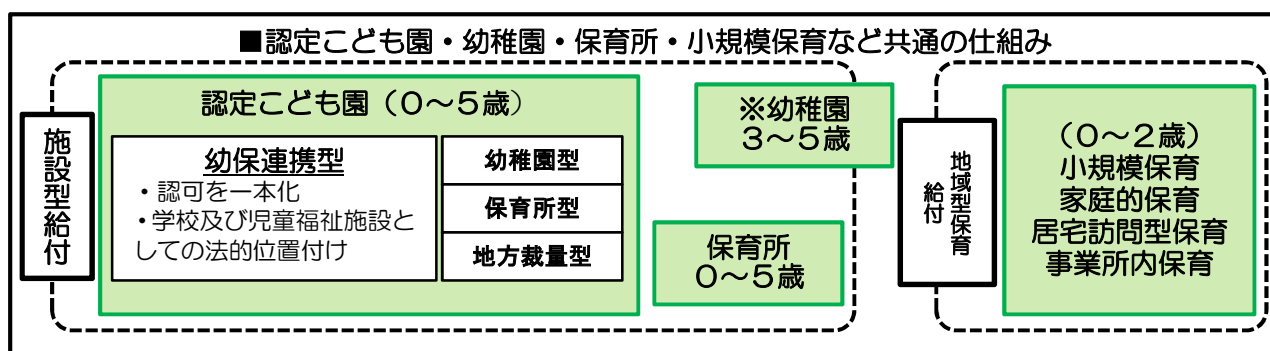 ■認定こども園・幼稚園・保育所・小規模保育など共通の仕組み
施設型給付
認定こども園（０～５歳）
幼保連携型
・認可を一本化
・学校及び児童福祉施設と
しての法的位置付け
幼稚園型
保育所型
地方裁量型
※幼稚園
３～５歳
保育所
０～５歳
地域型保育
給付
（０～２歳）
小規模保育
家庭的保育
居宅訪問型保育
事業所内保育